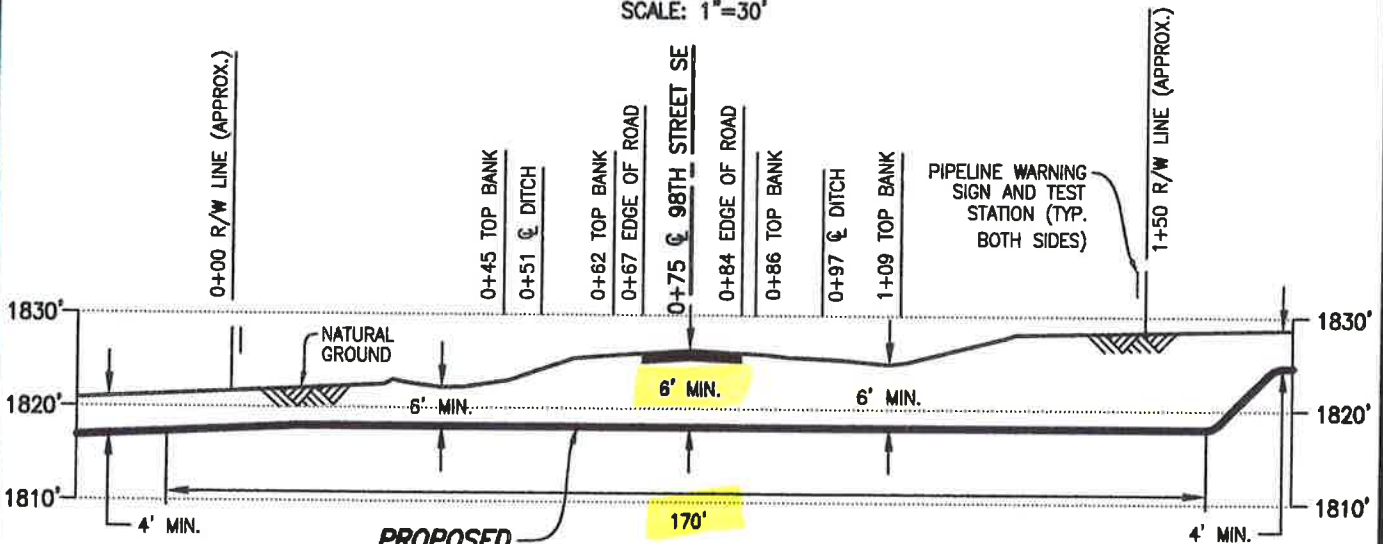 SCALE: 1"=30'
0+00 R/W LINE (APPROX.)
0+45 TOP BANK
0+51 ℄ DITCH
0+62 TOP BANK
0+67 EDGE OF ROAD
0+75 ℄ 98TH STREET SE
0+84 EDGE OF ROAD
0+86 TOP BANK
0+97 ℄ DITCH
1+09 TOP BANK
PIPELINE WARNING
SIGN AND TEST
STATION (TYP.
BOTH SIDES)
1+50 R/W LINE (APPROX.)
1830'
1830'
NATURAL
GROUND
6' MIN.
6' MIN.
6' MIN.
1820'
1820'
1810'
1810'
4' MIN.
170'
4' MIN.
PROPOSED